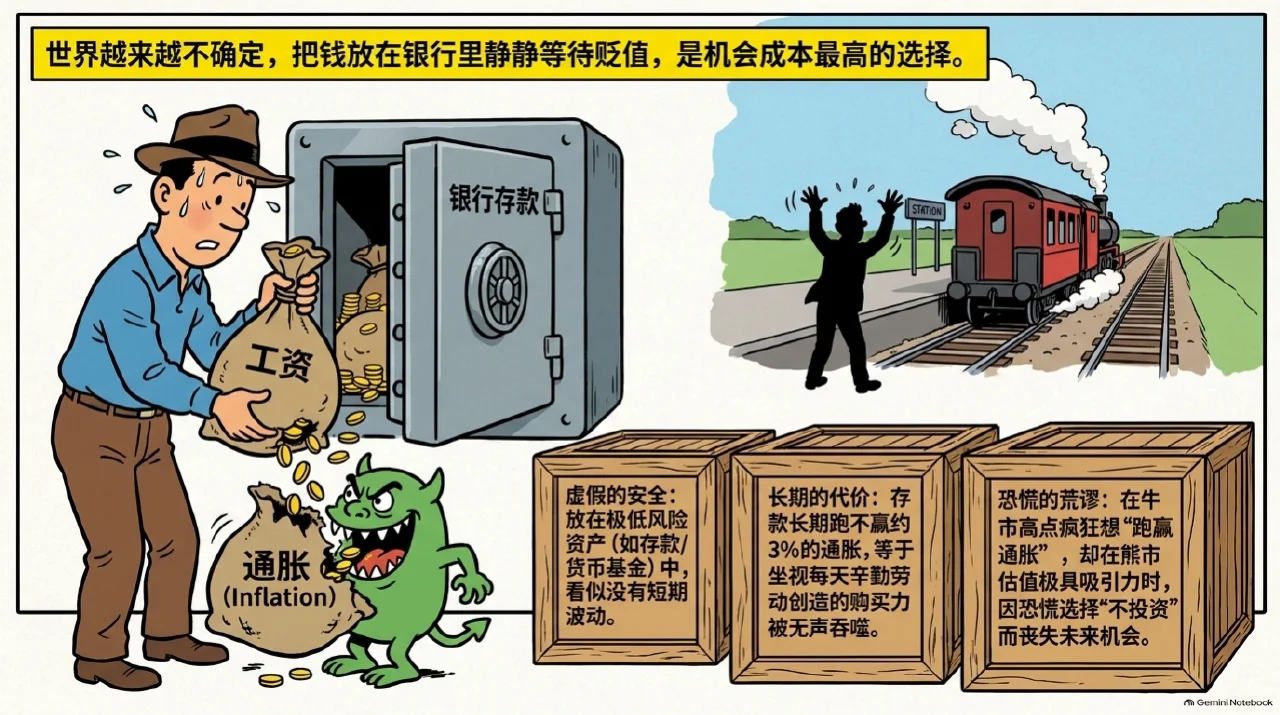 世界越来越不确定，把钱放在银行里静静等待贬值，是机会成本最高的选择。
银行存款
STATION
工资
通胀
(Inflation)
虚假的安全：
放在极低风险
资产（如存款/
货币基金）中，
看似没有短期
波动。
长期的代价：存
款长期跑不赢约
3%的通胀，等于
坐视每天辛勤劳
动创造的购买力
被无声吞噬。
恐慌的荒谬：在牛
市高点疯狂想“跑赢
通胀”，却在熊市
估值极具吸引力时，
因恐慌选择“不投资”
而丧失未来机会。
Gemini Notebook